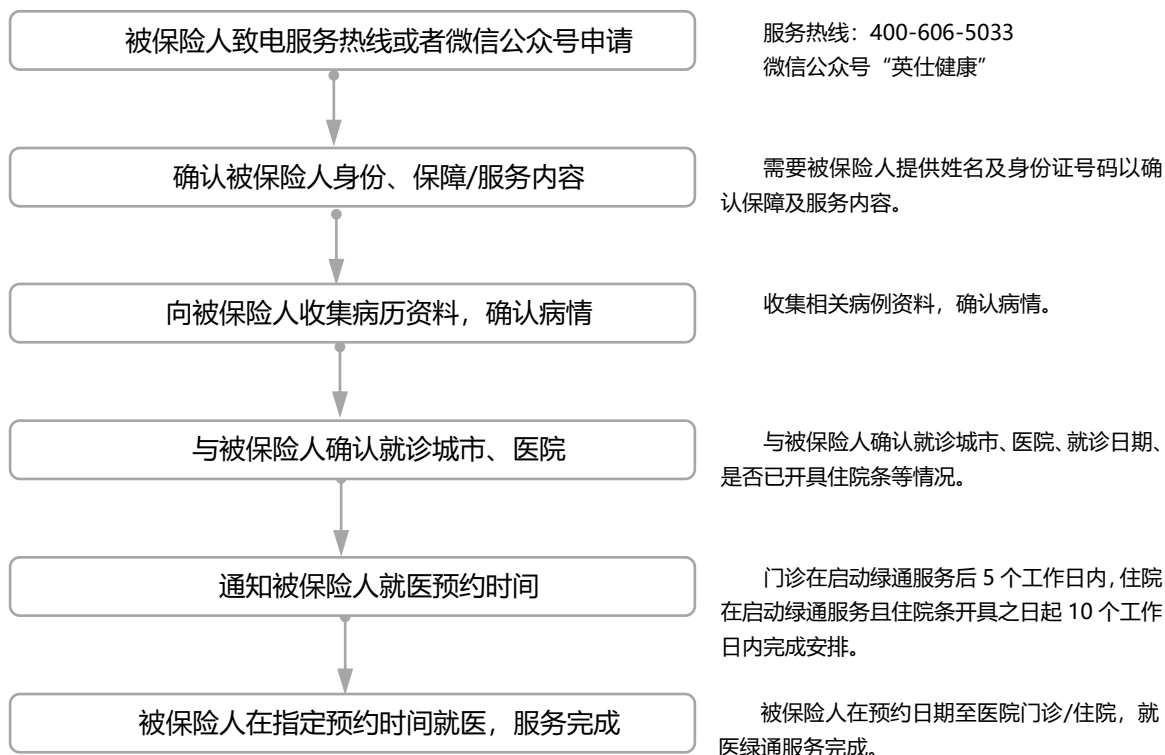 被保险人致电服务热线或者微信公众号申请
服务热线：400-606-5033
微信公众号“英仕健康”
确认被保险人身份、保障/服务内容
需要被保险人提供姓名及身份证号码以确
认保障及服务内容。
向被保险人收集病历资料，确认病情
收集相关病例资料，确认病情。
与被保险人确认就诊城市、医院
与被保险人确认就诊城市、医院、就诊日期、
是否已开具住院条等情况。
通知被保险人就医预约时间
门诊在启动绿通服务后 5 个工作日内，住院
在启动绿通服务且住院条开具之日起 10 个工作
日内完成安排。
被保险人在指定预约时间就医，服务完成
被保险人在预约日期至医院门诊/住院，就
医绿通服务完成。